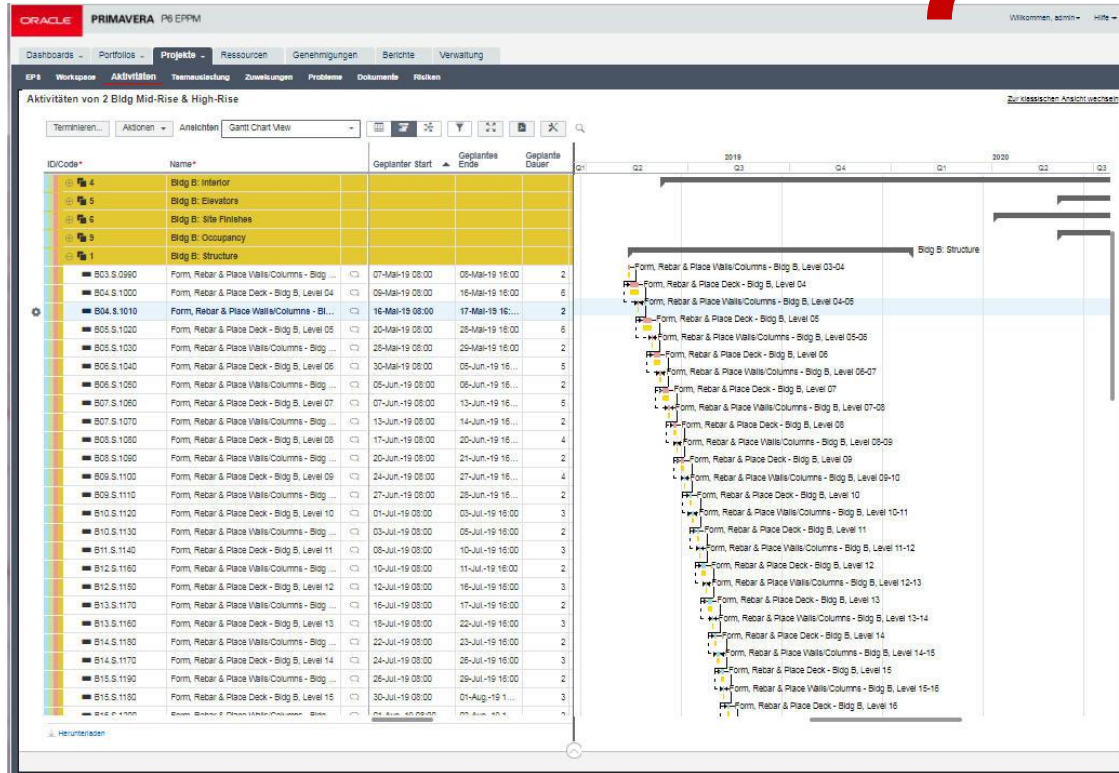 ORACLE PRIMAVERA P6 EPPM Willkommen, admin Hilfe
Dashboards Portfolios Projekte Ressourcen Genehmigungen Berichte Verwaltung
EPS Workspace Aktivitäten Teamauslastung Zuweisungen Probleme Dokumente Risiken
Aktivitäten von 2 Bldg Mid-Rise & High-Rise Zur klassischen Ansicht wechseln
Terminieren... Aktionen Ansichten Gantt Chart View
ID/Code* Name* Geplanter Start Geplantes Ende Geplante Dauer
2019 2020
Q1 Q2 Q3 Q4 Q1 Q2 Q3
4 Bldg B: Interior
5 Bldg B: Elevators
6 Bldg B: Site Finishes
9 Bldg B: Occupancy
1 Bldg B: Structure Bldg B: Structure
B03.S.0990 Form, Rebar & Place Walls/Columns - Bldg ... 07-Mai-19 08:00 08-Mai-19 16:00 2 Form, Rebar & Place Walls/Columns - Bldg B, Level 03-04
B04.S.1000 Form, Rebar & Place Deck - Bldg B, Level 04 09-Mai-19 08:00 16-Mai-19 16:00 6 Form, Rebar & Place Deck - Bldg B, Level 04
B04.S.1010 Form, Rebar & Place Walls/Columns - Bl... 16-Mai-19 08:00 17-Mai-19 16:... 2 Form, Rebar & Place Walls/Columns - Bldg B, Level 04-05
B05.S.1020 Form, Rebar & Place Deck - Bldg B, Level 05 20-Mai-19 08:00 28-Mai-19 16:00 6 Form, Rebar & Place Deck - Bldg B, Level 05
B05.S.1030 Form, Rebar & Place Walls/Columns - Bldg ... 28-Mai-19 08:00 29-Mai-19 16:00 2 Form, Rebar & Place Walls/Columns - Bldg B, Level 05-06
B06.S.1040 Form, Rebar & Place Deck - Bldg B, Level 06 30-Mai-19 08:00 05-Jun.-19 16... 5 Form, Rebar & Place Deck - Bldg B, Level 06
B06.S.1050 Form, Rebar & Place Walls/Columns - Bldg ... 05-Jun.-19 08:00 06-Jun.-19 16... 2 Form, Rebar & Place Walls/Columns - Bldg B, Level 06-07
B07.S.1060 Form, Rebar & Place Deck - Bldg B, Level 07 07-Jun.-19 08:00 13-Jun.-19 16... 5 Form, Rebar & Place Deck - Bldg B, Level 07
B07.S.1070 Form, Rebar & Place Walls/Columns - Bldg ... 13-Jun.-19 08:00 14-Jun.-19 16... 2 Form, Rebar & Place Walls/Columns - Bldg B, Level 07-08
B08.S.1080 Form, Rebar & Place Deck - Bldg B, Level 08 17-Jun.-19 08:00 20-Jun.-19 16... 4 Form, Rebar & Place Deck - Bldg B, Level 08
B08.S.1090 Form, Rebar & Place Walls/Columns - Bldg ... 20-Jun.-19 08:00 21-Jun.-19 16... 2 Form, Rebar & Place Walls/Columns - Bldg B, Level 08-09
B09.S.1100 Form, Rebar & Place Deck - Bldg B, Level 09 24-Jun.-19 08:00 27-Jun.-19 16... 4 Form, Rebar & Place Deck - Bldg B, Level 09
B09.S.1110 Form, Rebar & Place Walls/Columns - Bldg ... 27-Jun.-19 08:00 28-Jun.-19 16... 2 Form, Rebar & Place Walls/Columns - Bldg B, Level 09-10
B10.S.1120 Form, Rebar & Place Deck - Bldg B, Level 10 01-Jul.-19 08:00 03-Jul.-19 16:00 3 Form, Rebar & Place Deck - Bldg B, Level 10
B10.S.1130 Form, Rebar & Place Walls/Columns - Bldg ... 03-Jul.-19 08:00 05-Jul.-19 16:00 2 Form, Rebar & Place Walls/Columns - Bldg B, Level 10-11
B11.S.1140 Form, Rebar & Place Deck - Bldg B, Level 11 08-Jul.-19 08:00 10-Jul.-19 16:00 3 Form, Rebar & Place Deck - Bldg B, Level 11
B12.S.1160 Form, Rebar & Place Walls/Columns - Bldg ... 10-Jul.-19 08:00 11-Jul.-19 16:00 2 Form, Rebar & Place Walls/Columns - Bldg B, Level 11-12
B12.S.1150 Form, Rebar & Place Deck - Bldg B, Level 12 12-Jul.-19 08:00 16-Jul.-19 16:00 3 Form, Rebar & Place Deck - Bldg B, Level 12
B13.S.1170 Form, Rebar & Place Walls/Columns - Bldg ... 16-Jul.-19 08:00 17-Jul.-19 16:00 2 Form, Rebar & Place Walls/Columns - Bldg B, Level 12-13
B13.S.1160 Form, Rebar & Place Deck - Bldg B, Level 13 18-Jul.-19 08:00 22-Jul.-19 16:00 3 Form, Rebar & Place Deck - Bldg B, Level 13
B14.S.1180 Form, Rebar & Place Walls/Columns - Bldg ... 22-Jul.-19 08:00 23-Jul.-19 16:00 2 Form, Rebar & Place Walls/Columns - Bldg B, Level 13-14
B14.S.1170 Form, Rebar & Place Deck - Bldg B, Level 14 24-Jul.-19 08:00 26-Jul.-19 16:00 3 Form, Rebar & Place Deck - Bldg B, Level 14
B15.S.1190 Form, Rebar & Place Walls/Columns - Bldg ... 26-Jul.-19 08:00 29-Jul.-19 16:00 2 Form, Rebar & Place Walls/Columns - Bldg B, Level 14-15
B15.S.1180 Form, Rebar & Place Deck - Bldg B, Level 15 30-Jul.-19 08:00 01-Aug.-19 1... 3 Form, Rebar & Place Deck - Bldg B, Level 15
Form, Rebar & Place Walls/Columns - Bldg B, Level 15-16
Form, Rebar & Place Deck - Bldg B, Level 16
Herunterladen